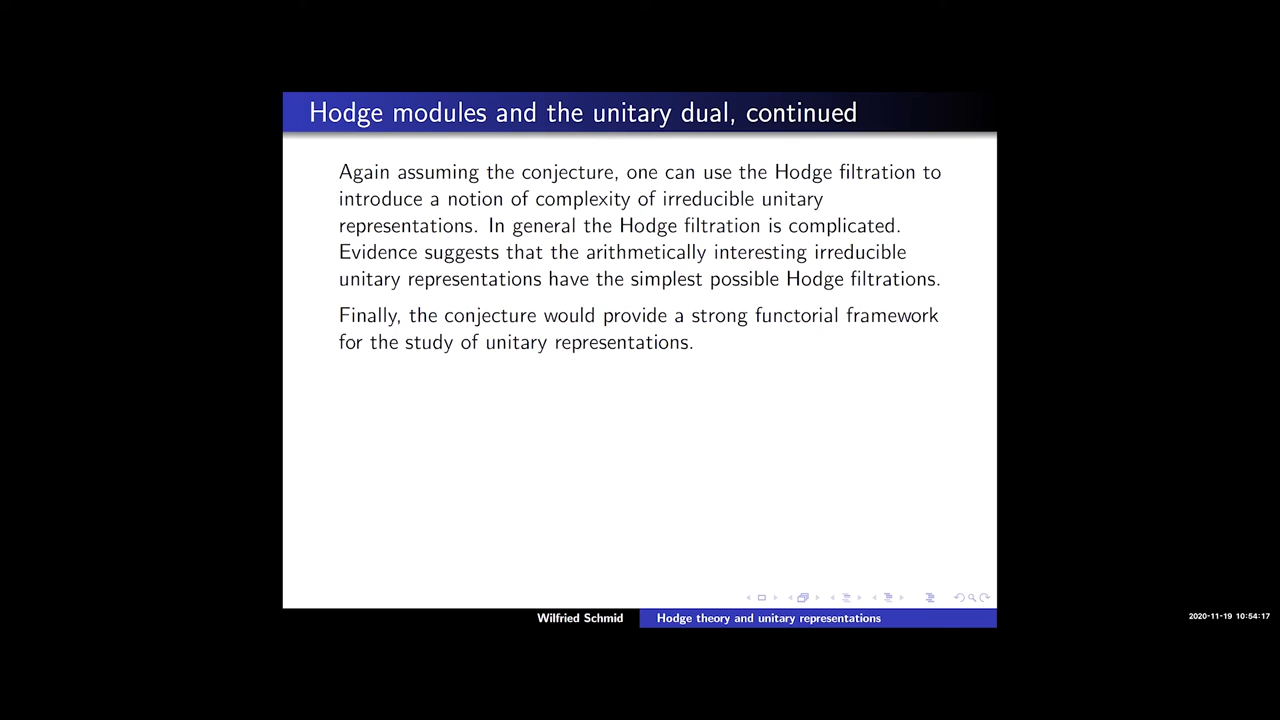 Hodge modules and the unitary dual, continued
Again assuming the conjecture, one can use the Hodge filtration to
introduce a notion of complexity of irreducible unitary
representations. In general the Hodge filtration is complicated.
Evidence suggests that the arithmetically interesting irreducible
unitary representations have the simplest possible Hodge filtrations.
Finally, the conjecture would provide a strong functorial framework
for the study of unitary representations.
Wilfried Schmid
Hodge theory and unitary representations
2020-11-19 10:54:17